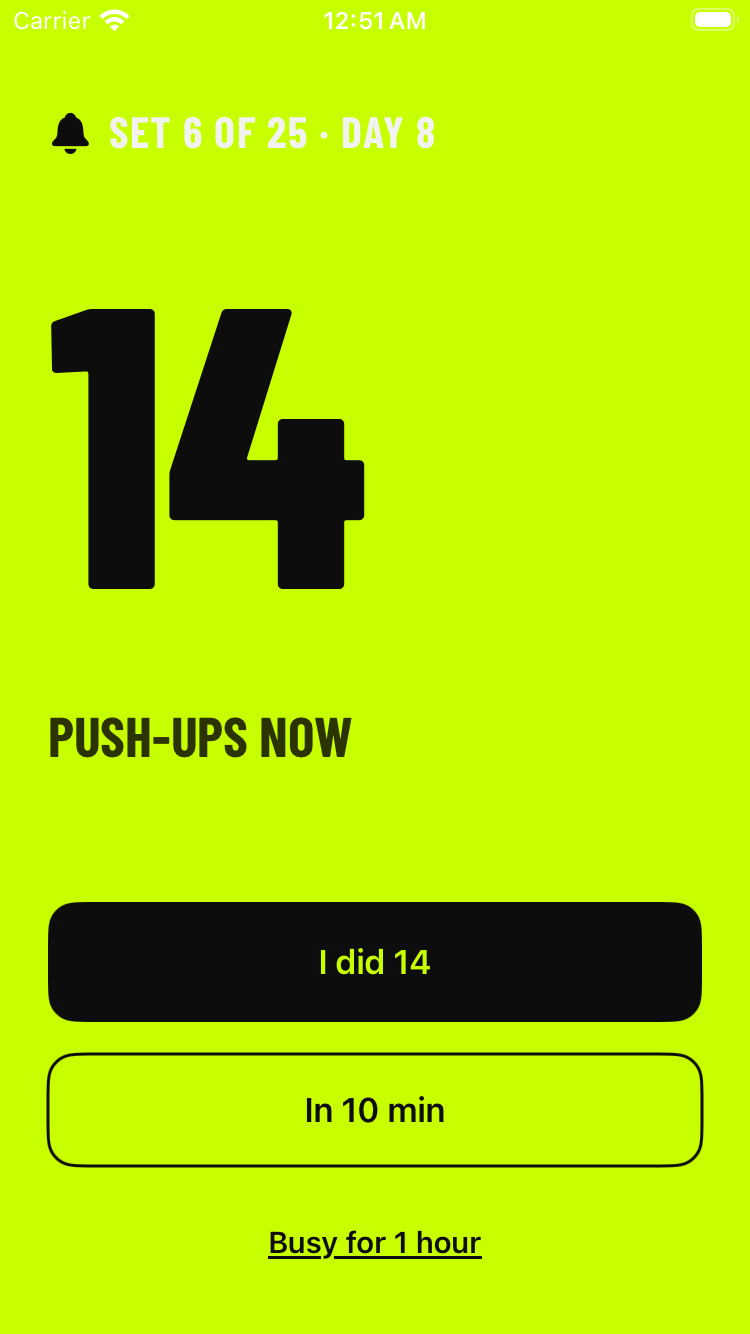 Carrier 12:51 AM
SET 6 OF 25 · DAY 8
14
PUSH-UPS NOW
I did 14
In 10 min
Busy for 1 hour